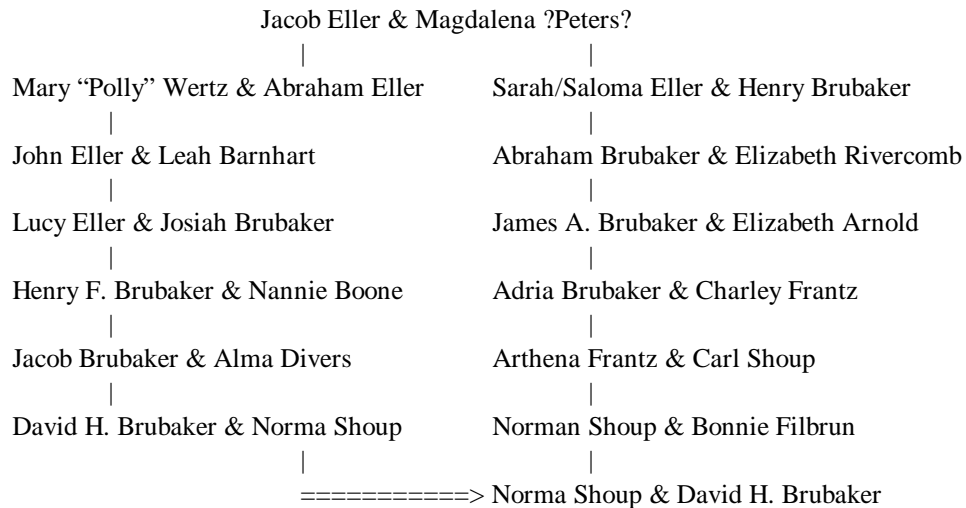 Jacob Eller & Magdalena ?Peters?
| |
Mary “Polly” Wertz & Abraham Eller Sarah/Saloma Eller & Henry Brubaker
| |
John Eller & Leah Barnhart Abraham Brubaker & Elizabeth Rivercomb
| |
Lucy Eller & Josiah Brubaker James A. Brubaker & Elizabeth Arnold
| |
Henry F. Brubaker & Nannie Boone Adria Brubaker & Charley Frantz
| |
Jacob Brubaker & Alma Divers Arthena Frantz & Carl Shoup
| |
David H. Brubaker & Norma Shoup Norman Shoup & Bonnie Filbrun
| |
===========> Norma Shoup & David H. Brubaker